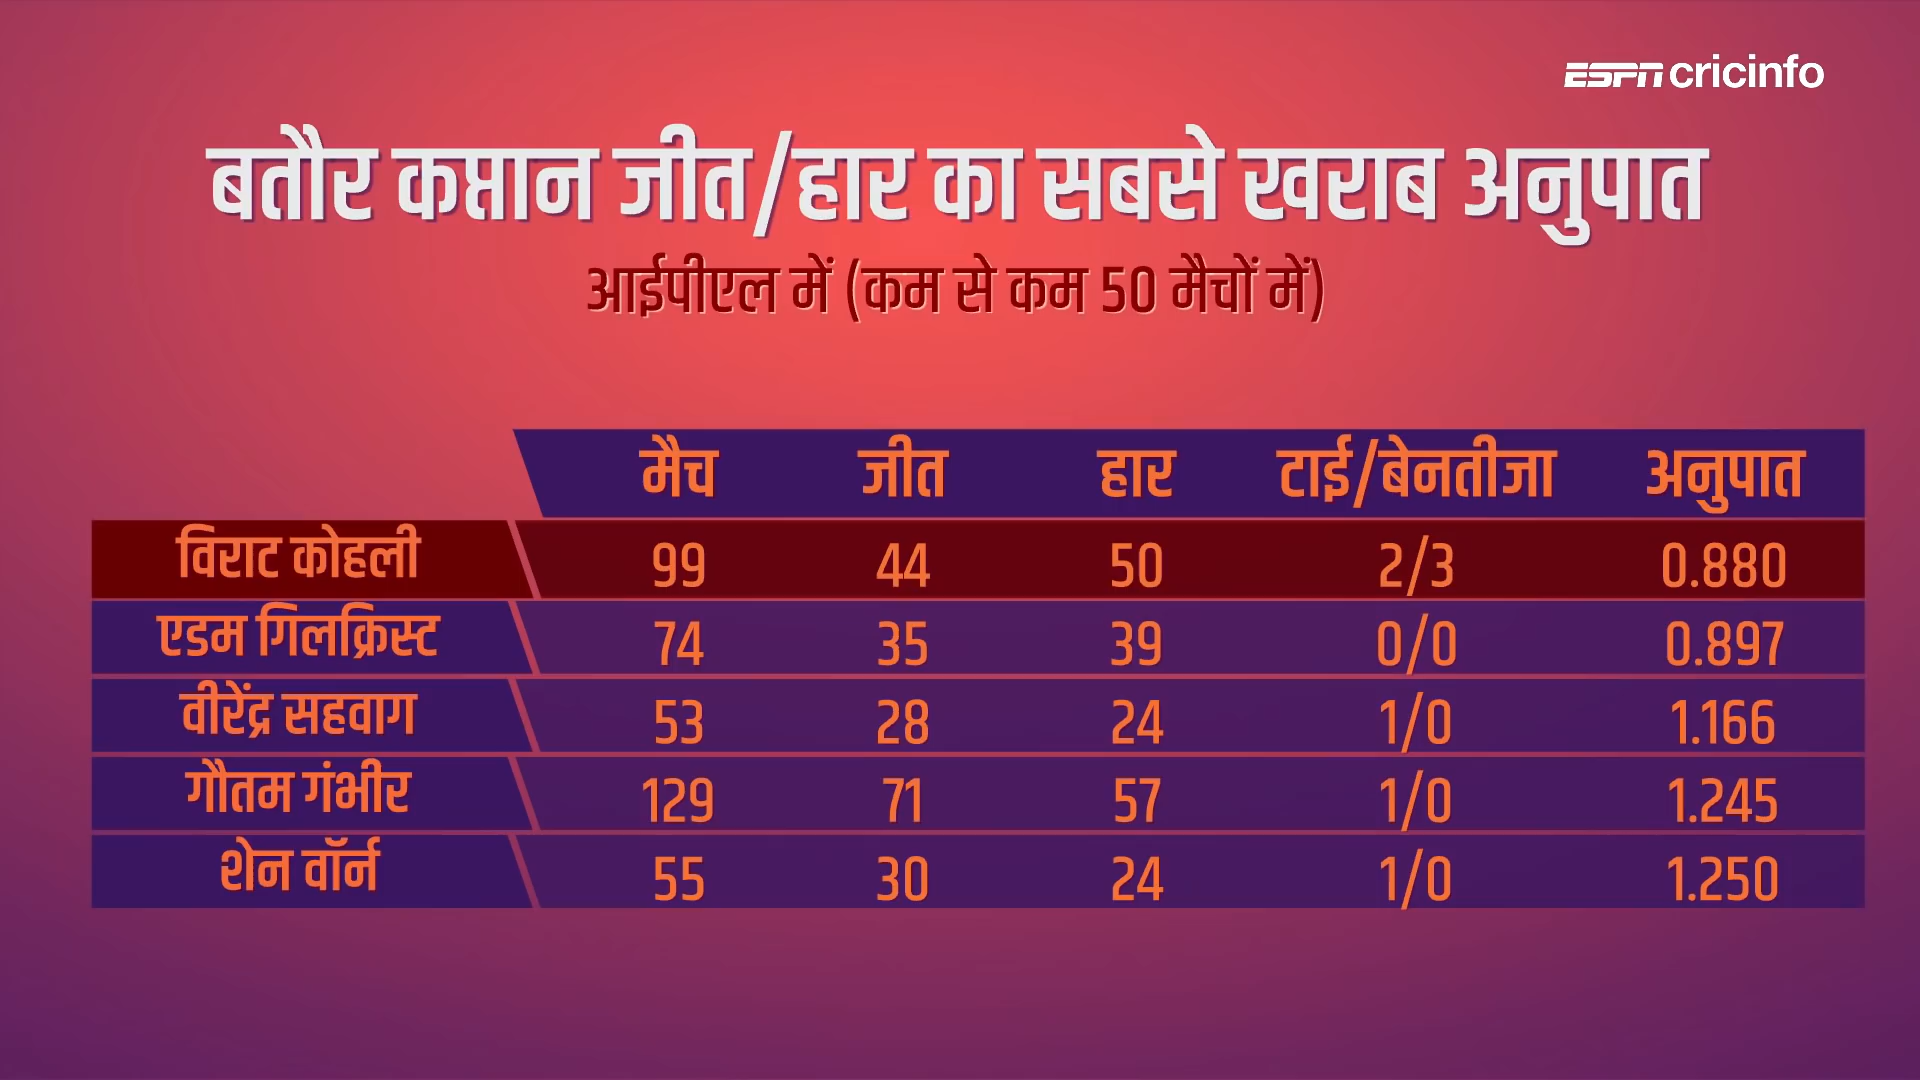 ESPN cricinfo
बतौर कप्तान जीत/हार का सबसे खराब अनुपात
आईपीएल में (कम से कम 50 मैचों में)
मैच जीत हार टाई/बेनतीजा अनुपात
विराट कोहली 99 44 50 2/3 0.880
एडम गिलक्रिस्ट 74 35 39 0/0 0.897
वीरेंद्र सहवाग 53 28 24 1/0 1.166
गौतम गंभीर 129 71 57 1/0 1.245
शेन वॉर्न 55 30 24 1/0 1.250